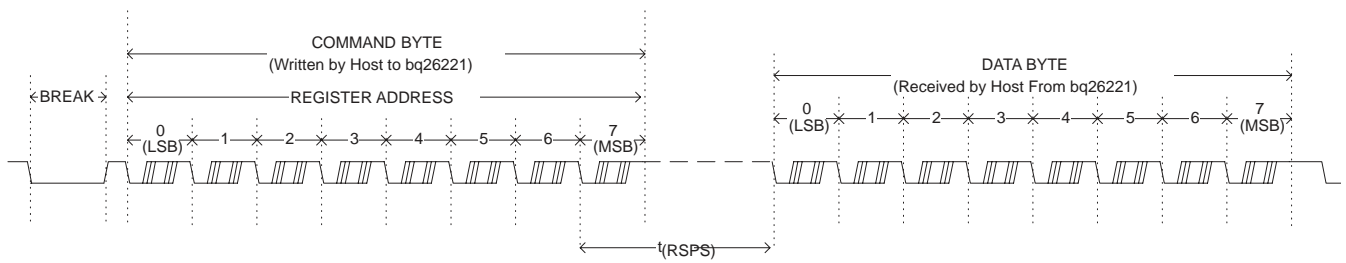 COMMAND BYTE
(Written by Host to bq26221)
DATA BYTE
(Received by Host From bq26221)
BREAK
REGISTER ADDRESS
0 1 2 3 4 5 6 7
(LSB) (MSB)
0 1 2 3 4 5 6 7
(LSB) (MSB)
t(RSPS)